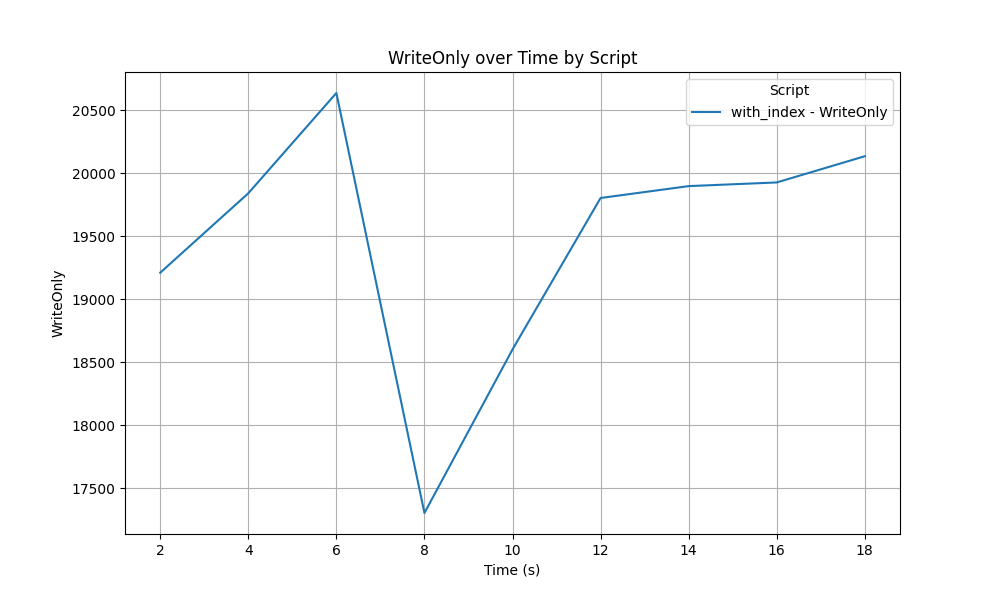 WriteOnly over Time by Script
Script
with_index - WriteOnly
WriteOnly
20500
20000
19500
19000
18500
18000
17500
2 4 6 8 10 12 14 16 18
Time (s)